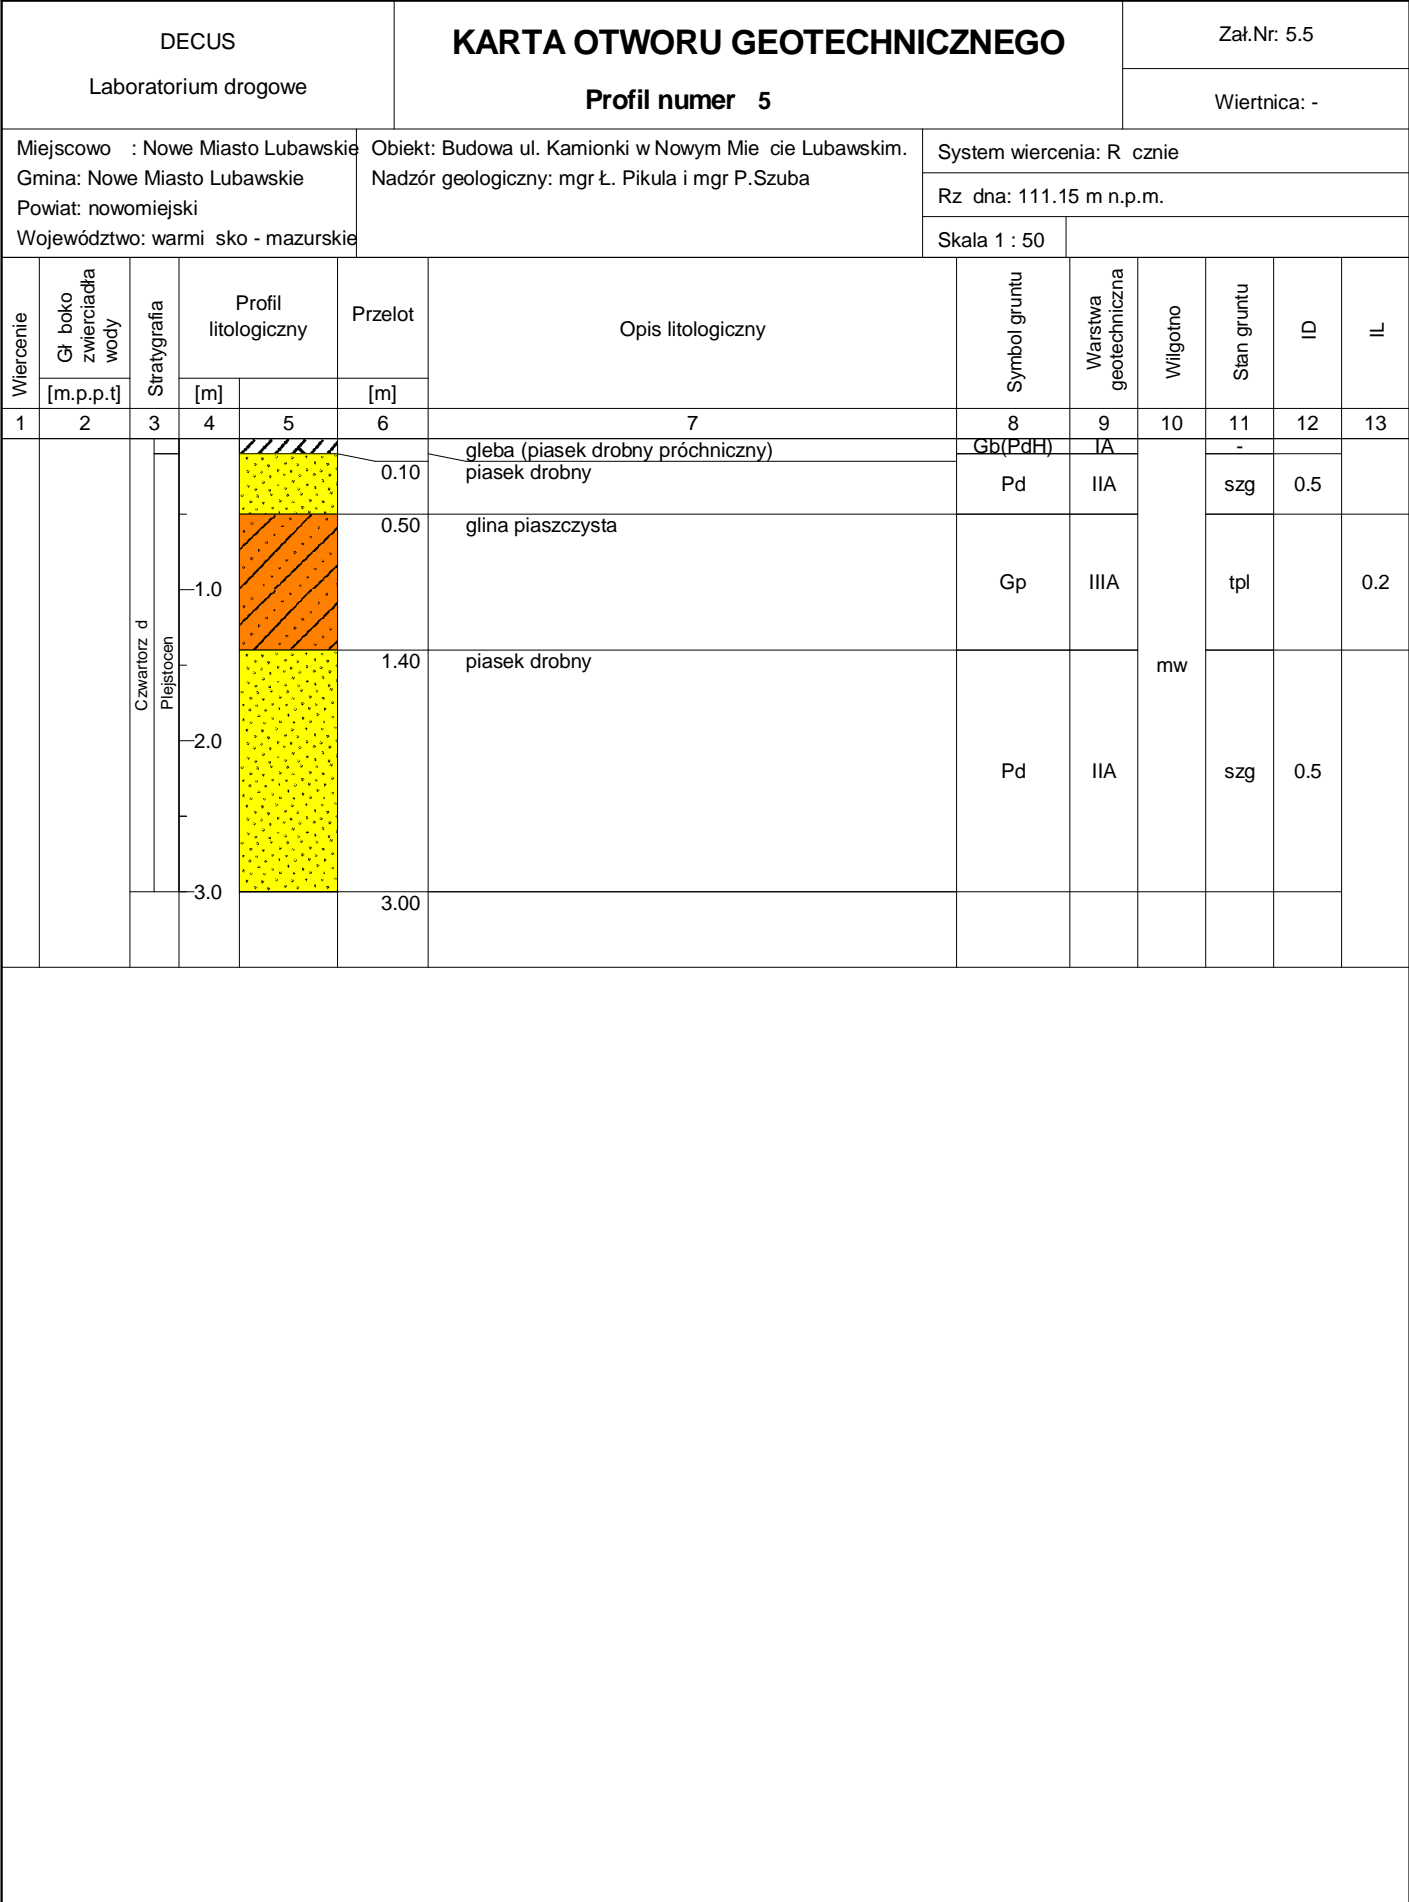 DECUS
Laboratorium drogowe
KARTA OTWORU GEOTECHNICZNEGO
Profil numer 5
Zał.Nr: 5.5
Wiertnica: -
Miejscowo : Nowe Miasto Lubawskie
Gmina: Nowe Miasto Lubawskie
Powiat: nowomiejski
Województwo: warmi sko - mazurskie
Obiekt: Budowa ul. Kamionki w Nowym Mie cie Lubawskim.
Nadzór geologiczny: mgr Ł. Pikula i mgr P.Szuba
System wiercenia: R cznie
Rz dna: 111.15 m n.p.m.
Skala 1 : 50
Wiercenie
Gł boko
zwierciadła
wody
[m.p.p.t]
Stratygrafia
Profil
litologiczny
[m]
Przelot
[m]
Opis litologiczny
Symbol gruntu
Warstwa
geotechniczna
Wilgotno
Stan gruntu
ID
IL
1 2 3 4 5 6 7 8 9 10 11 12 13
gleba (piasek drobny próchniczny) Gb(PdH) IA -
0.10 piasek drobny Pd IIA szg 0.5
0.50 glina piaszczysta
1.0 Gp IIIA tpl 0.2
1.40 piasek drobny
mw
Czwartorz d
Plejstocen
2.0
Pd IIA szg 0.5
3.0
3.00